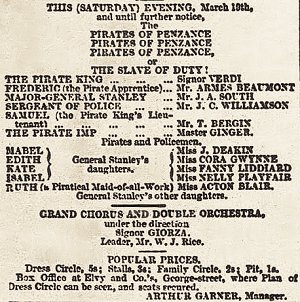 THIS (SATURDAY) EVENING, March 19th,
and until further notice,
The
PIRATES OF PENZANCE
PIRATES OF PENZANCE
PIRATES OF PENZANCE,
or
THE SLAVE OF DUTY!
THE PIRATE KING ... ... ... Signor VERDI
FREDERIC (the Pirate Apprentice)... Mr. ARMES BEAUMONT
MAJOR-GENERAL STANLEY ... Mr. J. A. SOUTH
SERGEANT OF POLICE ... ... Mr. J. C. WILLIAMSON
SAMUEL (the Pirate King's Lieu-
tenant) ... ... ... ... Mr. T. BERGIN
THE PIRATE IMP ... ... ... Master GINGER.
Pirates and Policemen.
MABEL Miss J. DEAKIN
EDITH General Stanley's Miss CORA GWYNNE
KATE daughters. Miss FANNY LIDDIARD
ISABEL Miss NELLY PLAYFAIR
RUTH (a Piratical Maid-of-all-Work) Miss ACTON BLAIR.
General Stanley's other daughters.
GRAND CHORUS AND DOUBLE ORCHESTRA,
under the direction
Signor GIORZA.
Leader, Mr. W. J. Rice.
POPULAR PRICES.
Dress Circle, 5s; Stalls, 3s; Family Circle, 2s; Pit, 1s.
Box Office at Elvy and Co.'s, George-street, where Plan of
Dress Circle can be seen, and seats secured.
ARTHUR GARNER, Manager.